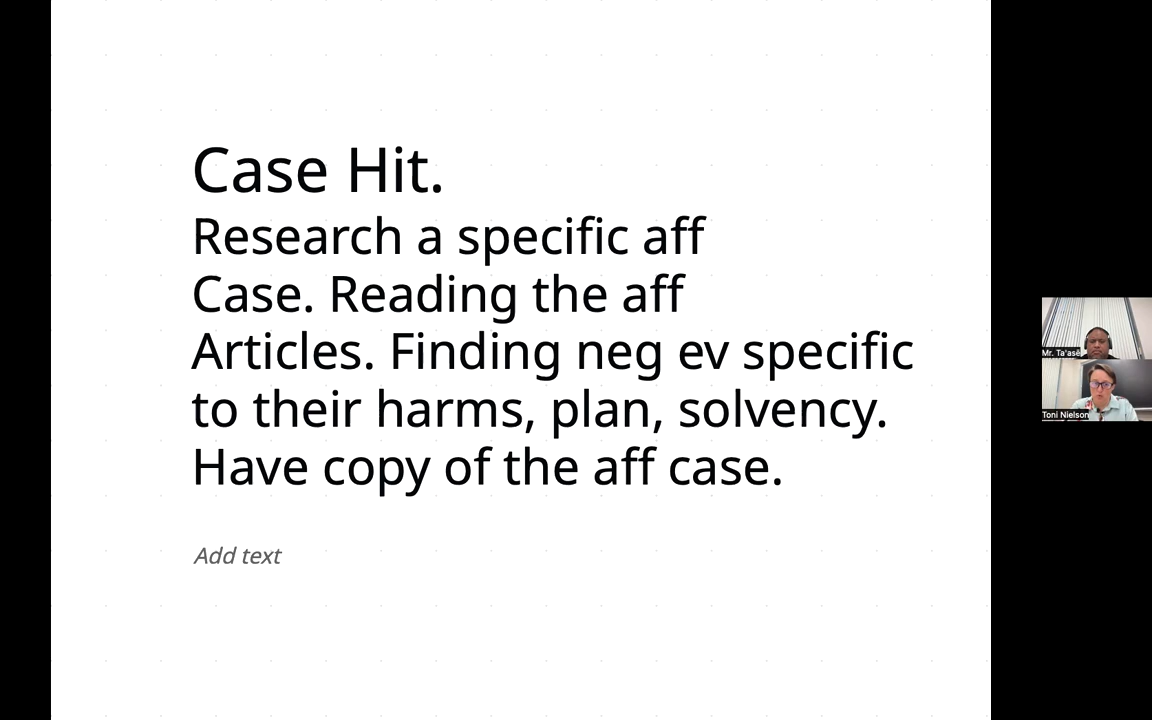 Case Hit.
Research a specific aff
Case. Reading the aff
Articles. Finding neg ev specific
to their harms, plan, solvency.
Have copy of the aff case.
Add text
Mr. Ta'ase
Toni Nielson